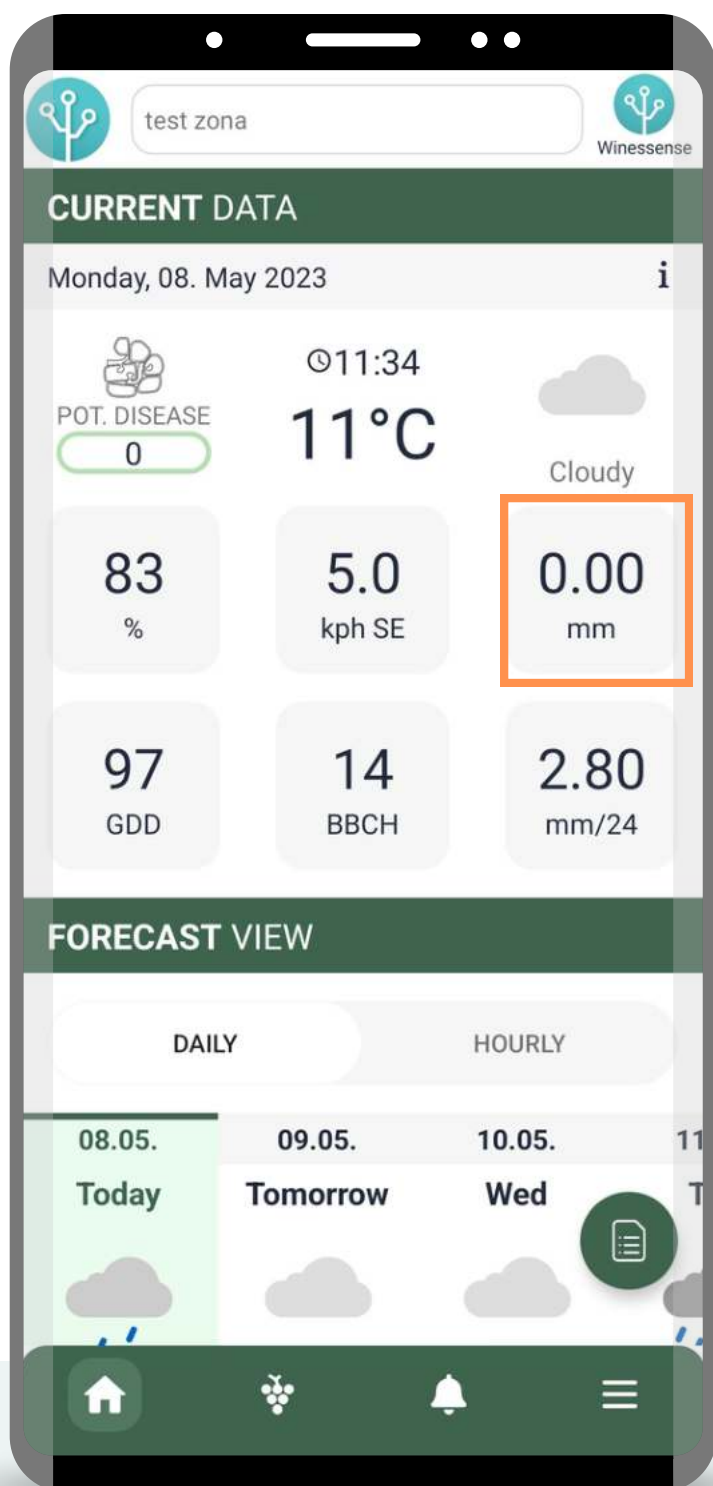 test zona
Winessense
CURRENT DATA
Monday, 08. May 2023 i
POT. DISEASE
0
11:34
11°C
Cloudy
83 5.0 0.00
% kph SE mm
97 14 2.80
GDD BBCH mm/24
FORECAST VIEW
DAILY HOURLY
08.05. 09.05. 10.05. 11
Today Tomorrow Wed T